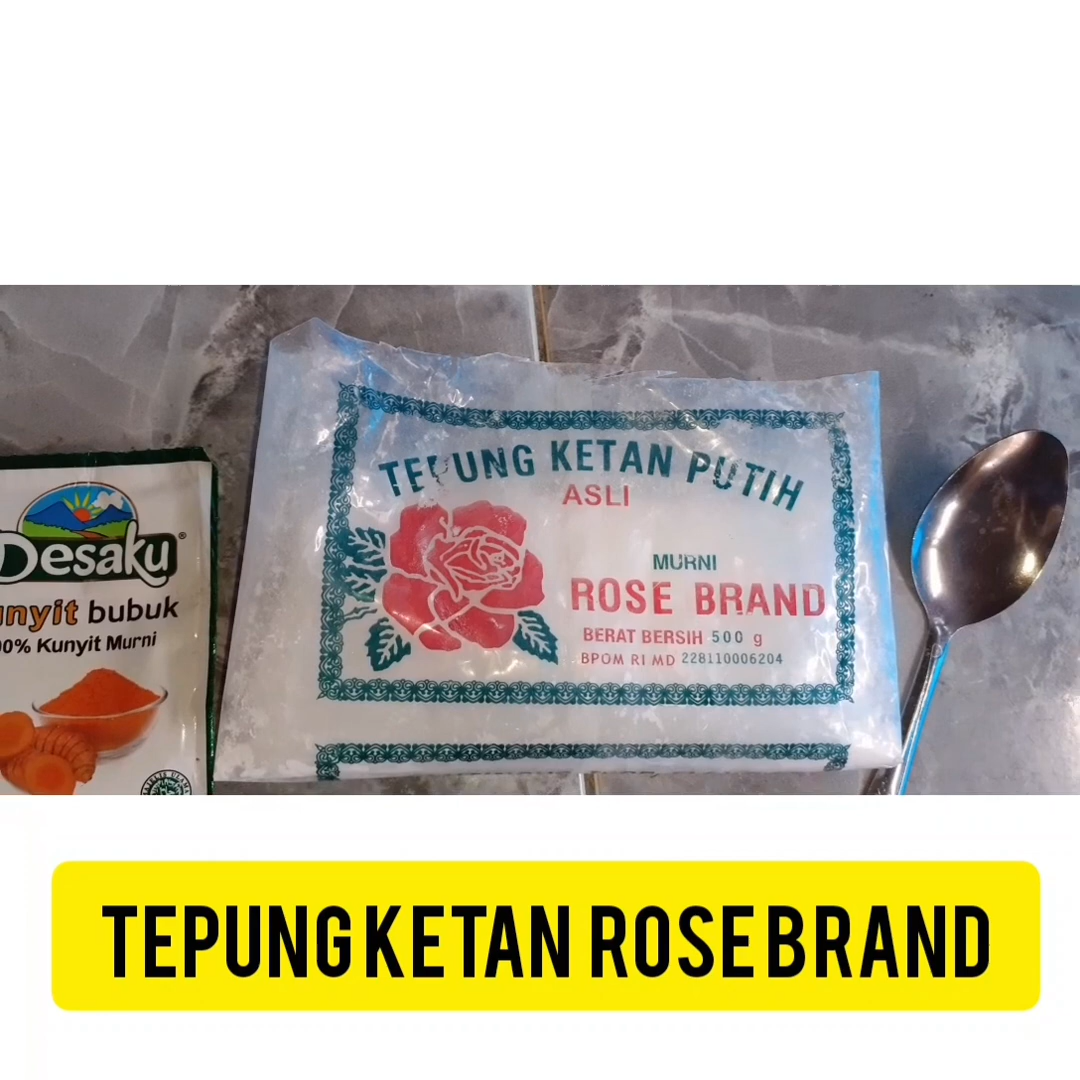 TEPUNG KETAN PUTIH
ASLI
MURNI
ROSE BRAND
BERAT BERSIH 500 g
BPOM RI MD 228110006204
Desaku®
unyit bubuk
00% Kunyit Murni
TEPUNG KETAN ROSE BRAND